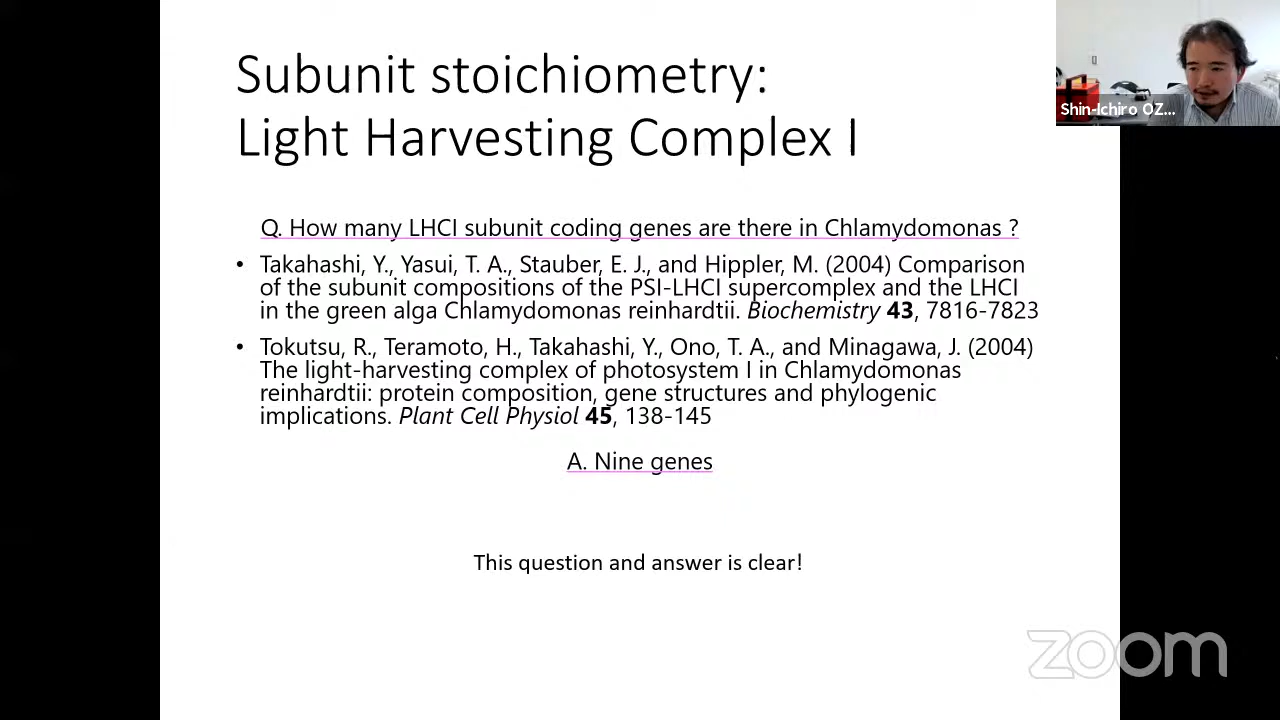 Subunit stoichiometry:
Light Harvesting Complex I
Shin-Ichiro OZ...
Q. How many LHCI subunit coding genes are there in Chlamydomonas ?
• Takahashi, Y., Yasui, T. A., Stauber, E. J., and Hippler, M. (2004) Comparison
of the subunit compositions of the PSI-LHCI supercomplex and the LHCI
in the green alga Chlamydomonas reinhardtii. Biochemistry 43, 7816-7823
• Tokutsu, R., Teramoto, H., Takahashi, Y., Ono, T. A., and Minagawa, J. (2004)
The light-harvesting complex of photosystem I in Chlamydomonas
reinhardtii: protein composition, gene structures and phylogenic
implications. Plant Cell Physiol 45, 138-145
A. Nine genes
This question and answer is clear!
zoom